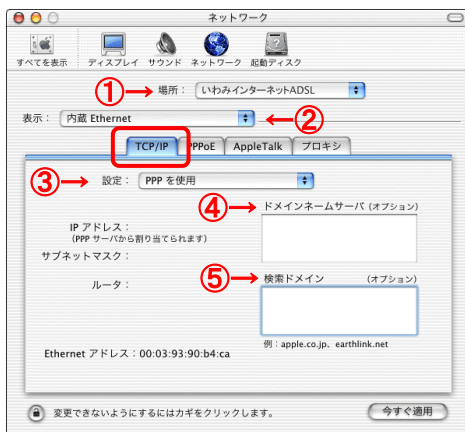 ネットワーク
すべてを表示 ディスプレイ サウンド ネットワーク 起動ディスク
① 場所： いわみインターネットADSL
表示： 内蔵 Ethernet ②
TCP/IP PPPoE AppleTalk プロキシ
③ 設定： PPP を使用
④ ドメインネームサーバ (オプション)
IP アドレス：
(PPP サーバから割り当てられます)
サブネットマスク：
⑤ 検索ドメイン (オプション)
ルータ：
例：apple.co.jp、earthlink.net
Ethernet アドレス：00:03:93:90:b4:ca
変更できないようにするにはカギをクリックします。 今すぐ適用